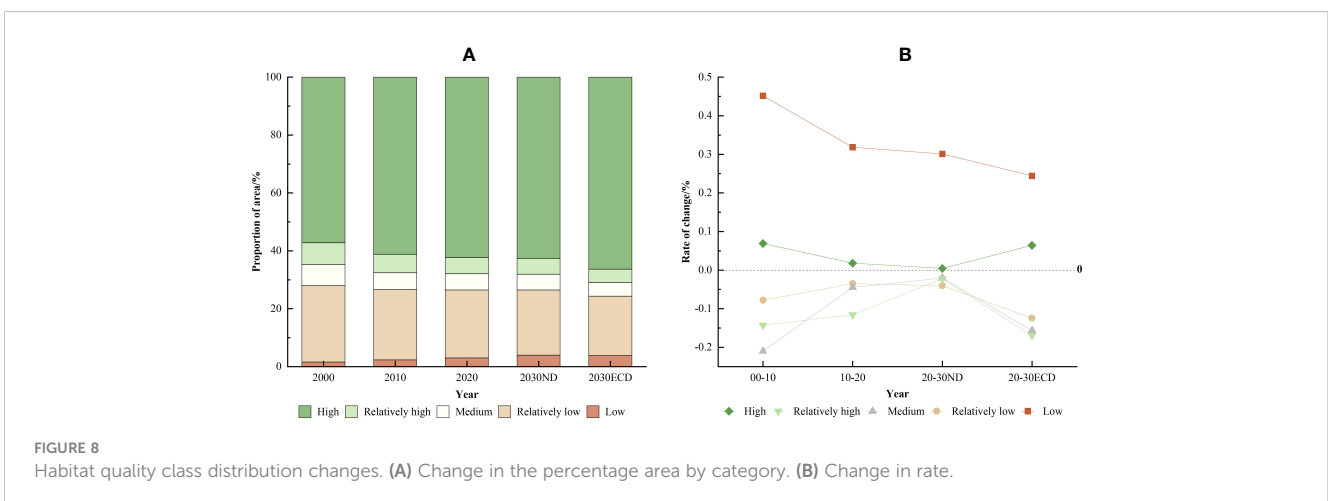 A
Proportion of area/%
100
80
60
40
20
0
2000
2010
2020
2030ND
2030ECD
Year
High
Relatively high
Medium
Relatively low
Low
B
Rate of change/%
0.5
0.4
0.3
0.2
0.1
0.0
-0.1
-0.2
0
00-10
10-20
20-30ND
20-30ECD
Year
High
Relatively high
Medium
Relatively low
Low
FIGURE 8
Habitat quality class distribution changes. (A) Change in the percentage area by category. (B) Change in rate.